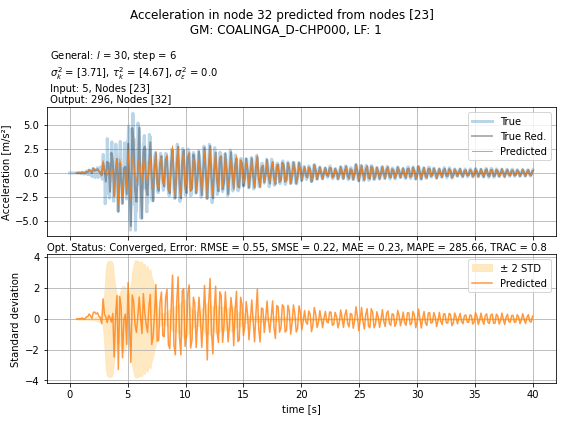 Acceleration in node 32 predicted from nodes [23]
GM: COALINGA_D-CHP000, LF: 1
General: l = 30, step = 6
σ²ₖ = [3.71], τ²ₖ = [4.67], σ²ε = 0.0
Input: 5, Nodes [23]
Output: 296, Nodes [32]
Acceleration [m/s²]
5.0
2.5
0.0
−2.5
−5.0
True
True Red.
Predicted
Opt. Status: Converged, Error: RMSE = 0.55, SMSE = 0.22, MAE = 0.23, MAPE = 285.66, TRAC = 0.8
Standard deviation
4
2
0
−2
−4
± 2 STD
Predicted
0 5 10 15 20 25 30 35 40
time [s]